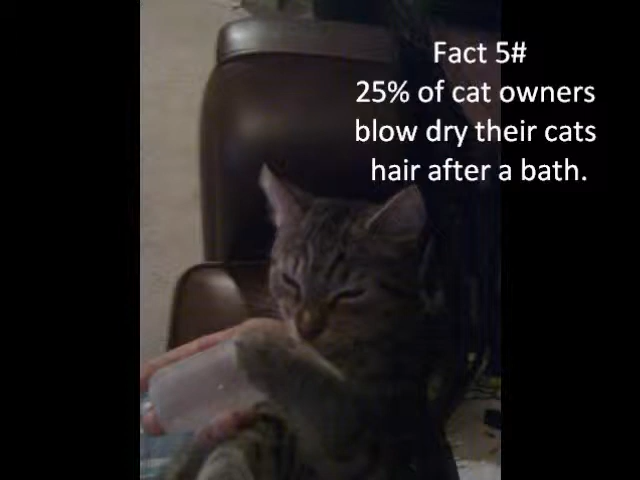 Fact 5#
25% of cat owners
blow dry their cats
hair after a bath.